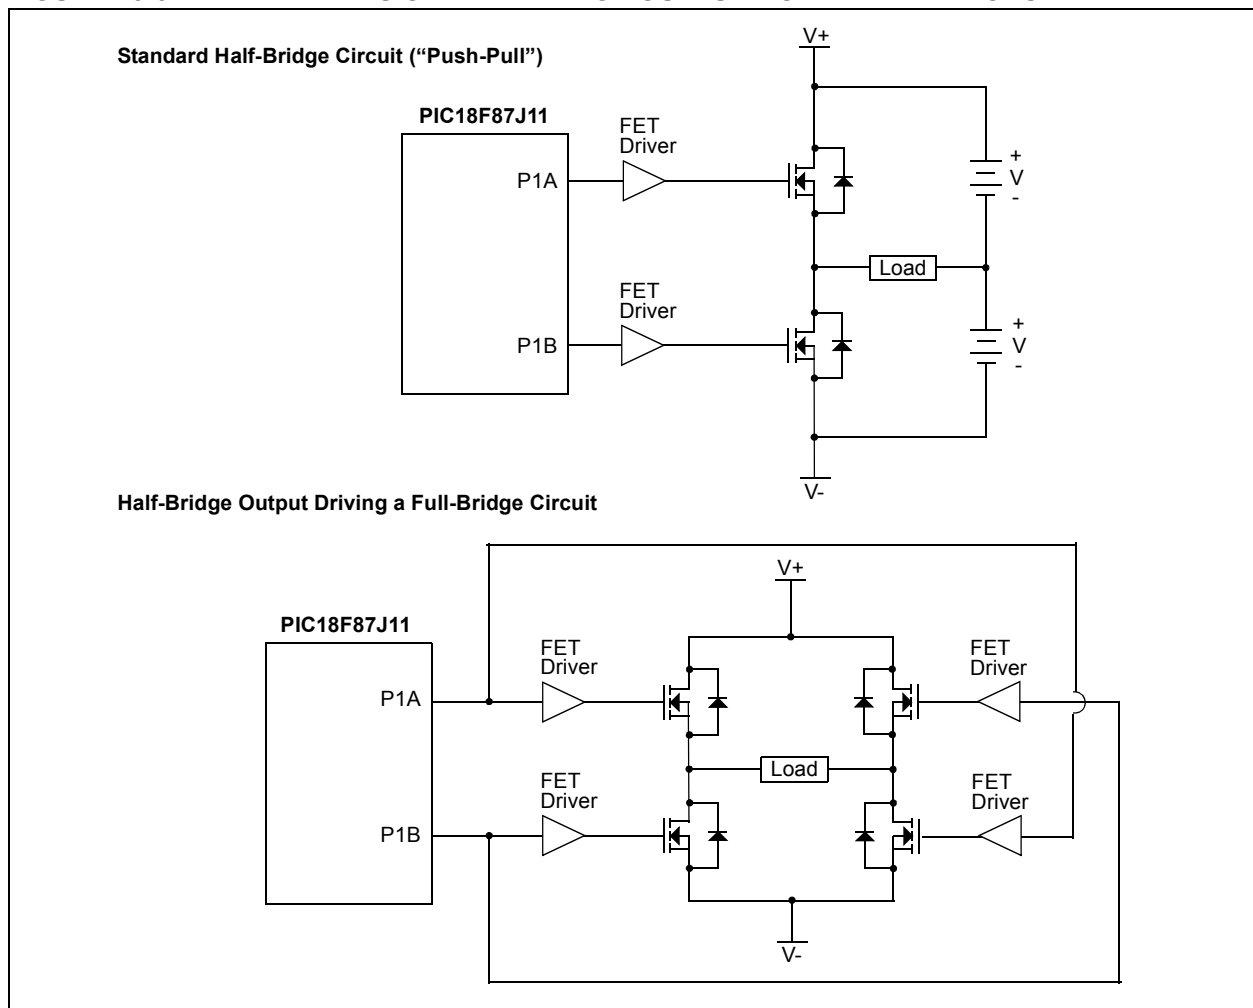 V+
Standard Half-Bridge Circuit (“Push-Pull”)
PIC18F87J11
FET
Driver
P1A
+
V
-
Load
FET
Driver
P1B
+
V
-
V-
Half-Bridge Output Driving a Full-Bridge Circuit
V+
PIC18F87J11
FET
Driver
FET
Driver
P1A
Load
FET
Driver
FET
Driver
P1B
V-